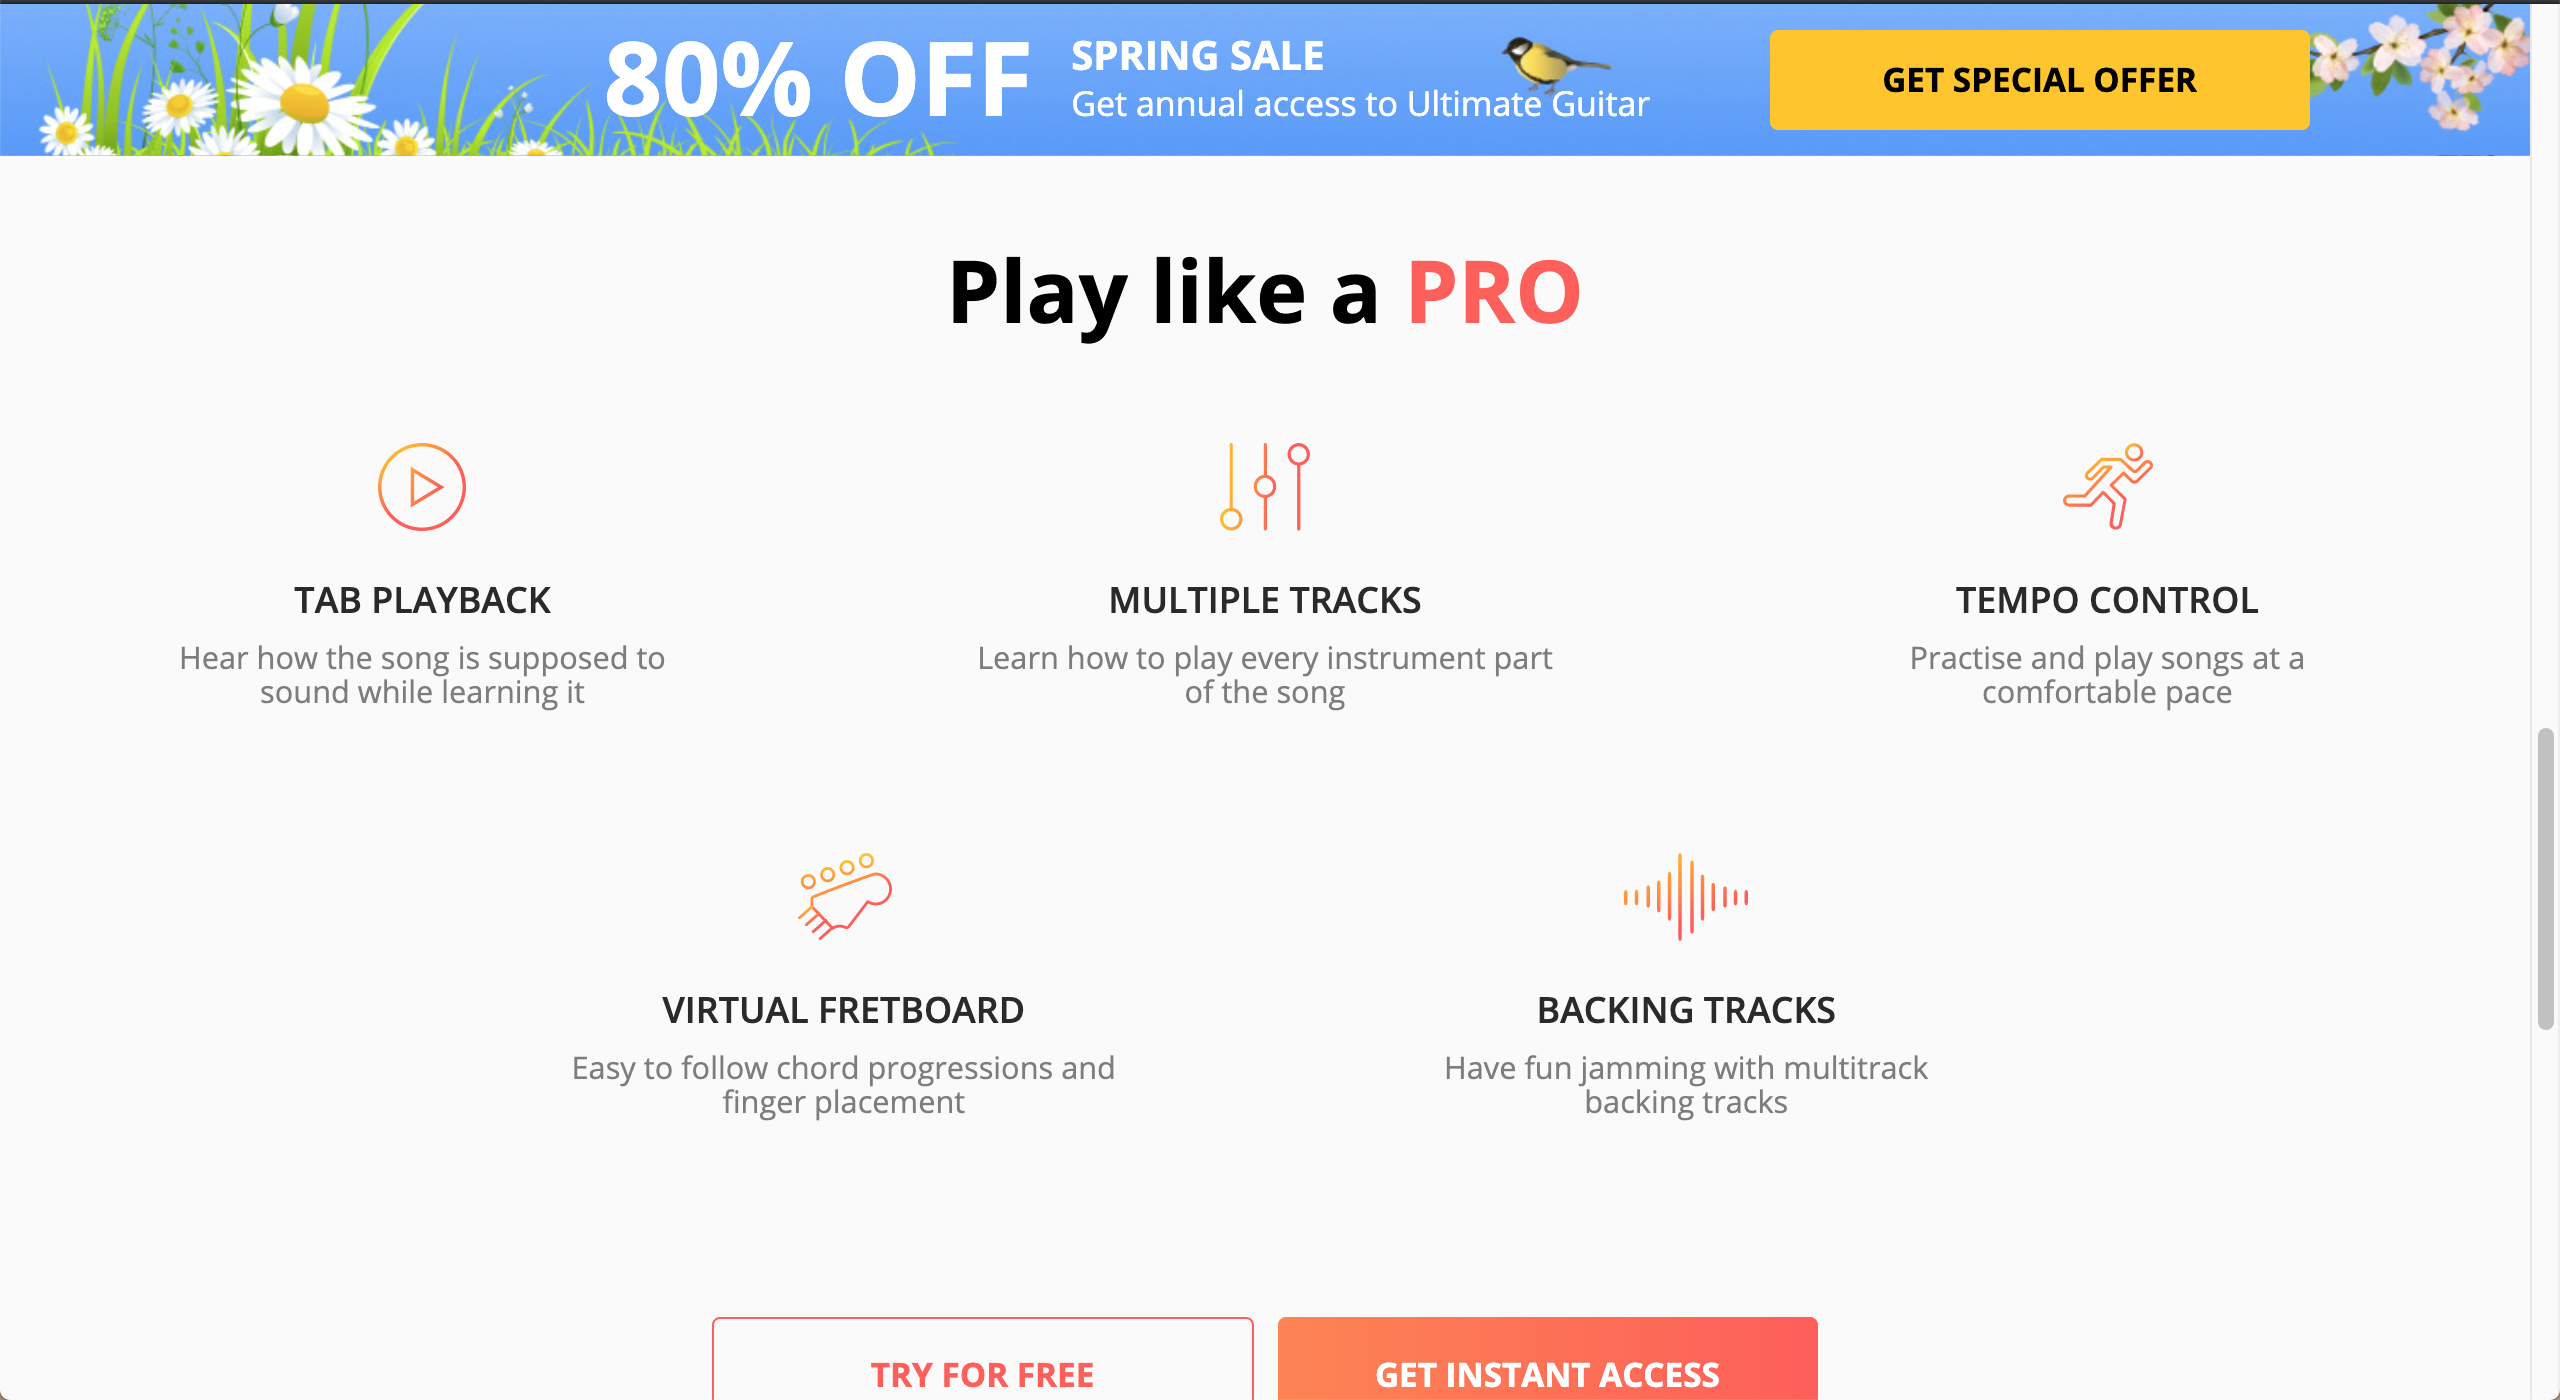 80% OFF
SPRING SALE
Get annual access to Ultimate Guitar
GET SPECIAL OFFER
Play like a PRO
TAB PLAYBACK
Hear how the song is supposed to
sound while learning it
MULTIPLE TRACKS
Learn how to play every instrument part
of the song
TEMPO CONTROL
Practise and play songs at a
comfortable pace
VIRTUAL FRETBOARD
Easy to follow chord progressions and
finger placement
BACKING TRACKS
Have fun jamming with multitrack
backing tracks
TRY FOR FREE
GET INSTANT ACCESS